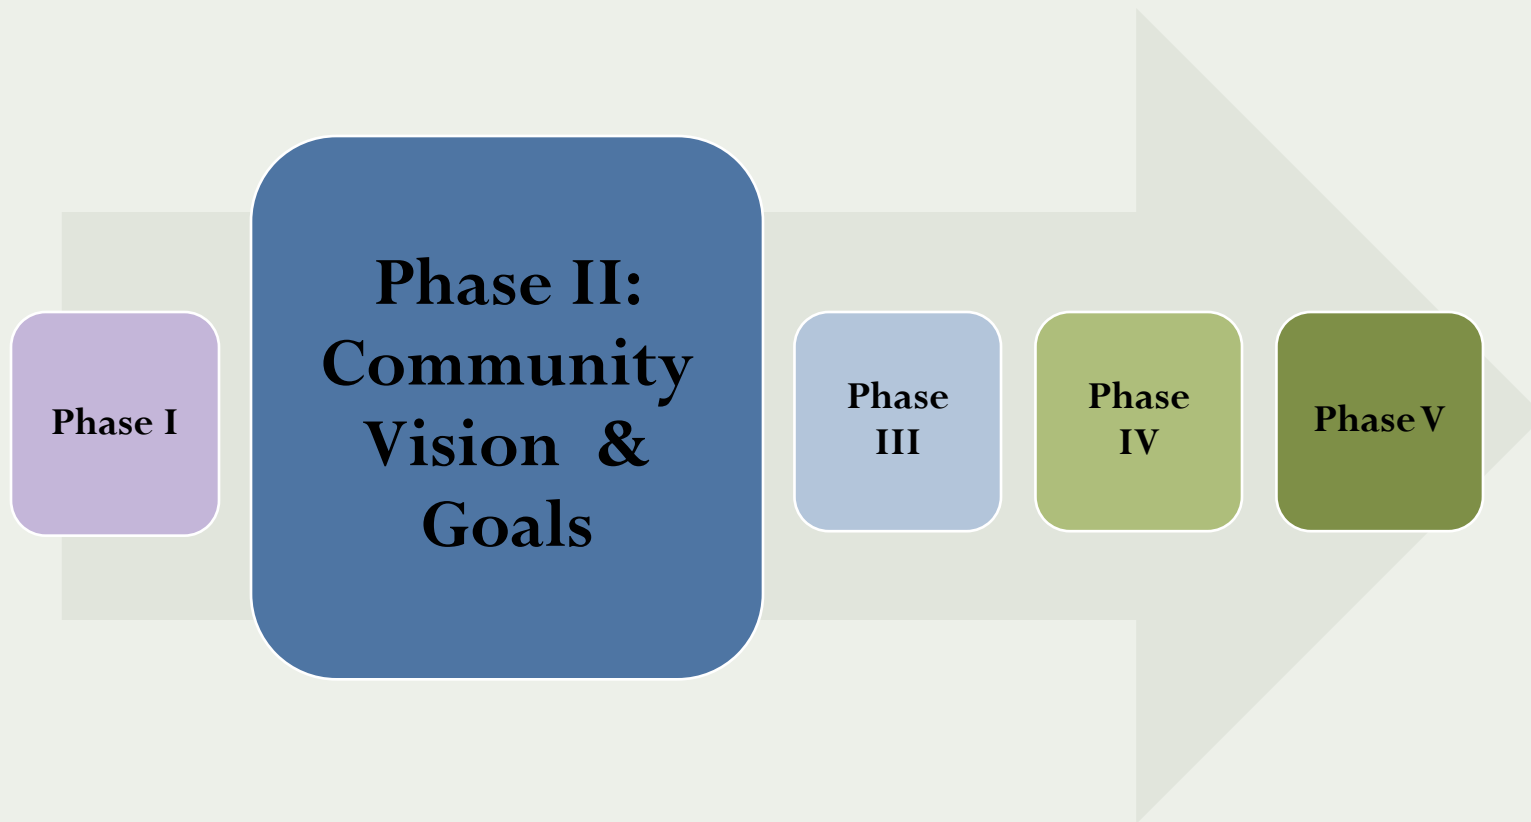 Phase I
Phase II:
Community
Vision & 
Goals
Phase
III
Phase
IV
Phase V